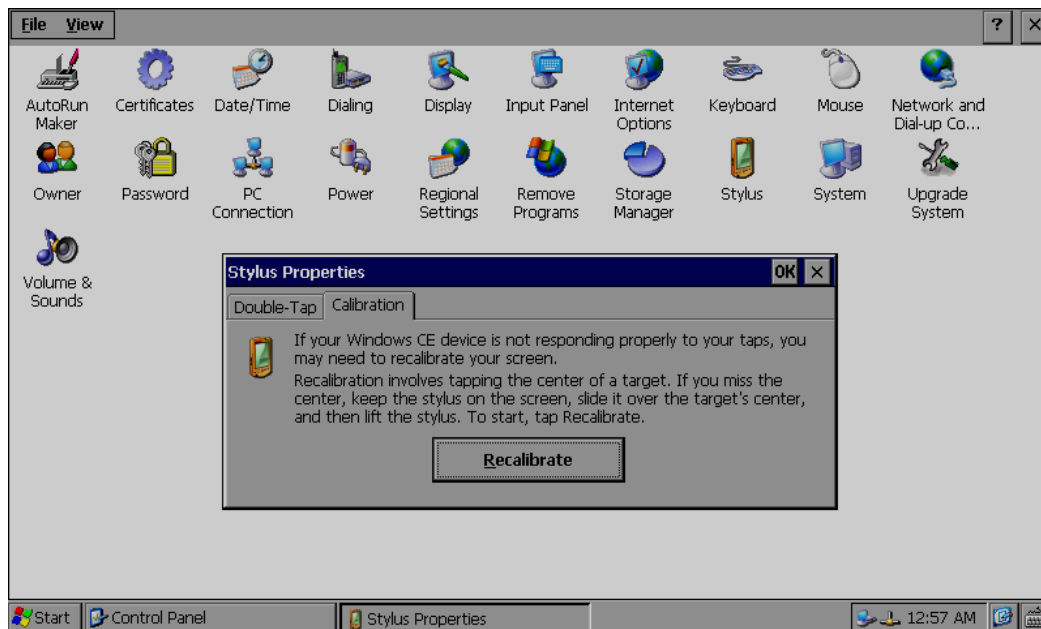 File View ? ×
AutoRun Maker
Certificates
Date/Time
Dialing
Display
Input Panel
Internet Options
Keyboard
Mouse
Network and Dial-up Co...
Owner
Password
PC Connection
Power
Regional Settings
Remove Programs
Storage Manager
Stylus
System
Upgrade System
Volume & Sounds
Stylus Properties OK ×
Double-Tap Calibration
If your Windows CE device is not responding properly to your taps, you
may need to recalibrate your screen.
Recalibration involves tapping the center of a target. If you miss the
center, keep the stylus on the screen, slide it over the target's center,
and then lift the stylus. To start, tap Recalibrate.
Recalibrate
Start Control Panel Stylus Properties 12:57 AM